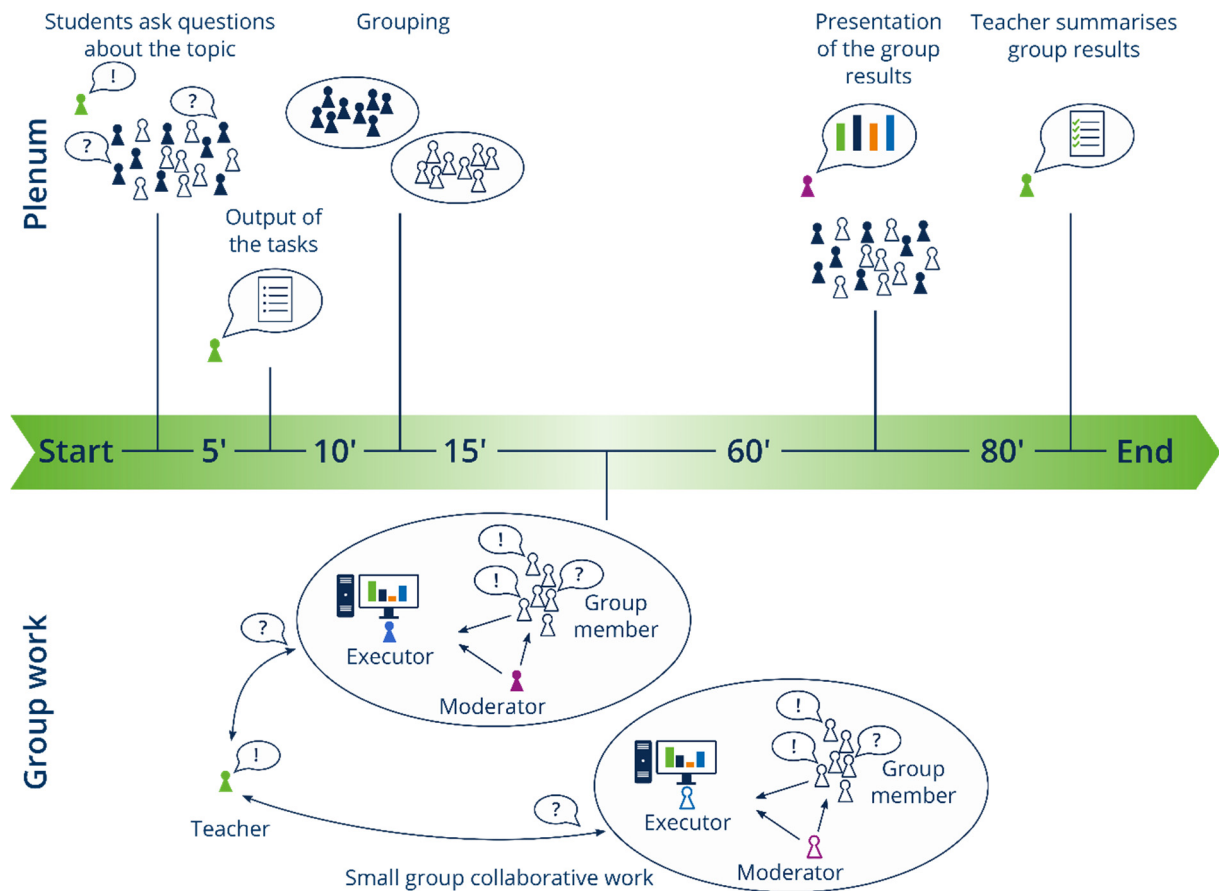 Students ask questions
about the topic
Grouping
Presentation
of the group
results
Teacher summarises
group results
!
?
?
Plenum
Output of
the tasks
Start
5'
10'
15'
60'
80'
End
Group work
!
!
?
Group
member
Executor
Moderator
?
!
Teacher
?
!
!
?
Group
member
Executor
Moderator
Small group collaborative work